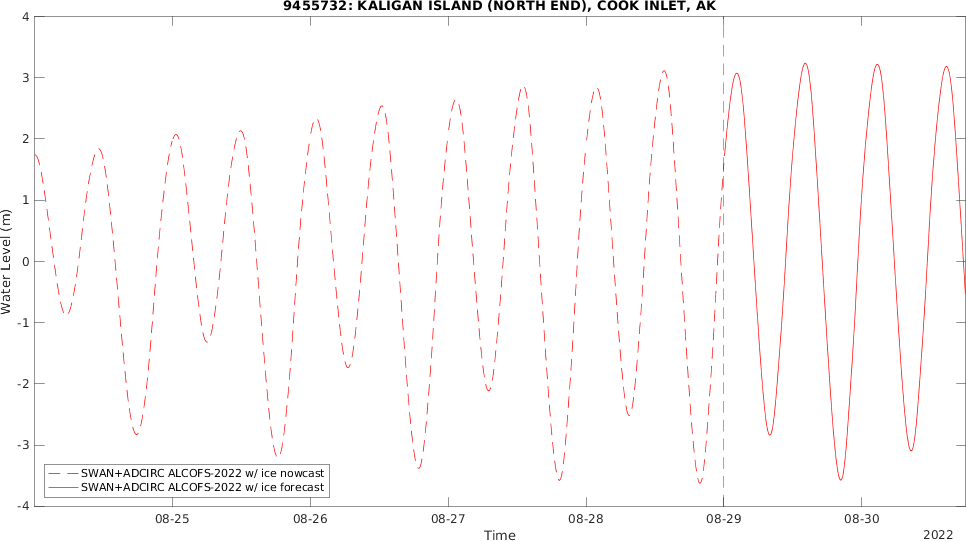 9455732: KALIGAN ISLAND (NORTH END), COOK INLET, AK
4
3
2
1
0
-1
-2
-3
-4
Water Level (m)
SWAN+ADCIRC ALCOFS-2022 w/ ice nowcast
SWAN+ADCIRC ALCOFS-2022 w/ ice forecast
08-25 08-26 08-27 08-28 08-29 08-30
Time
2022